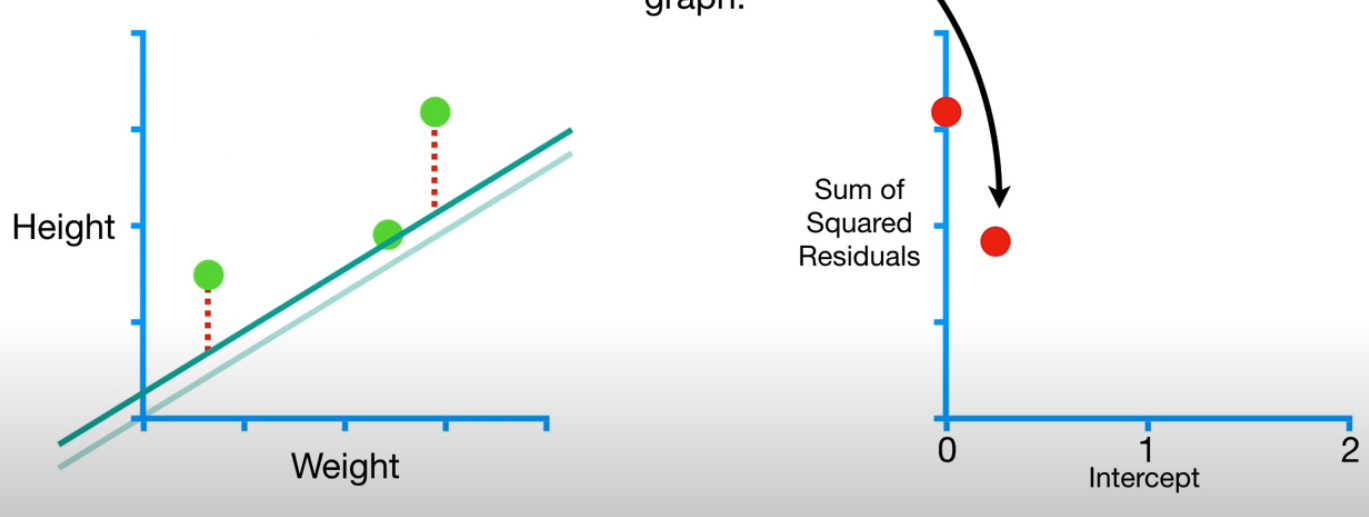 graph.
Height
Weight
Sum of
Squared
Residuals
0 1 2
Intercept